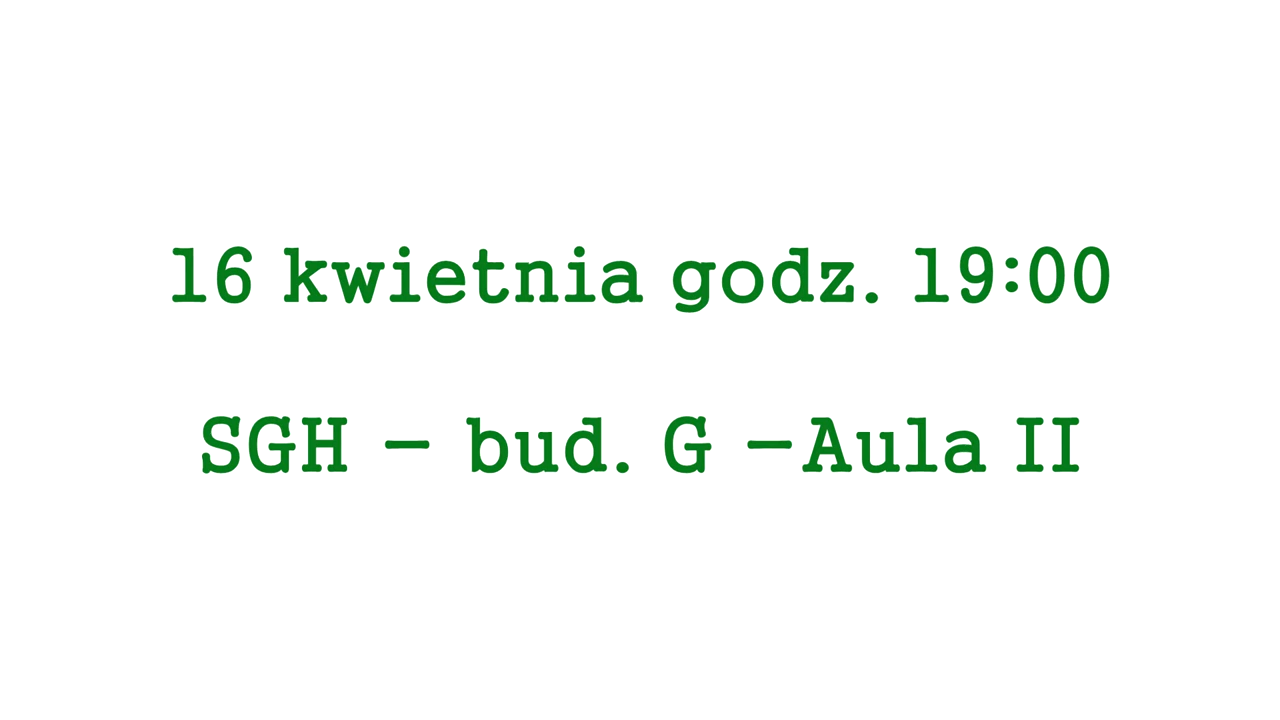 16 kwietnia godz. 19:00
SGH – bud. G –Aula II